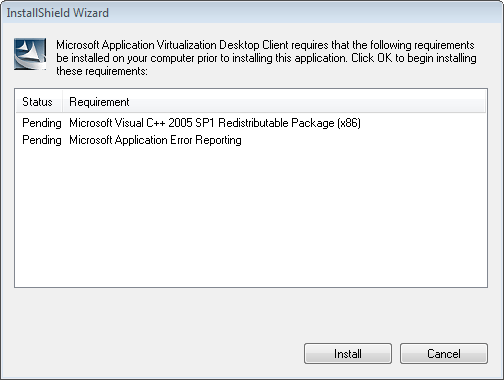 InstallShield Wizard
Microsoft Application Virtualization Desktop Client requires that the following requirements
be installed on your computer prior to installing this application. Click OK to begin installing
these requirements:
Status Requirement
Pending Microsoft Visual C++ 2005 SP1 Redistributable Package (x86)
Pending Microsoft Application Error Reporting
Install Cancel